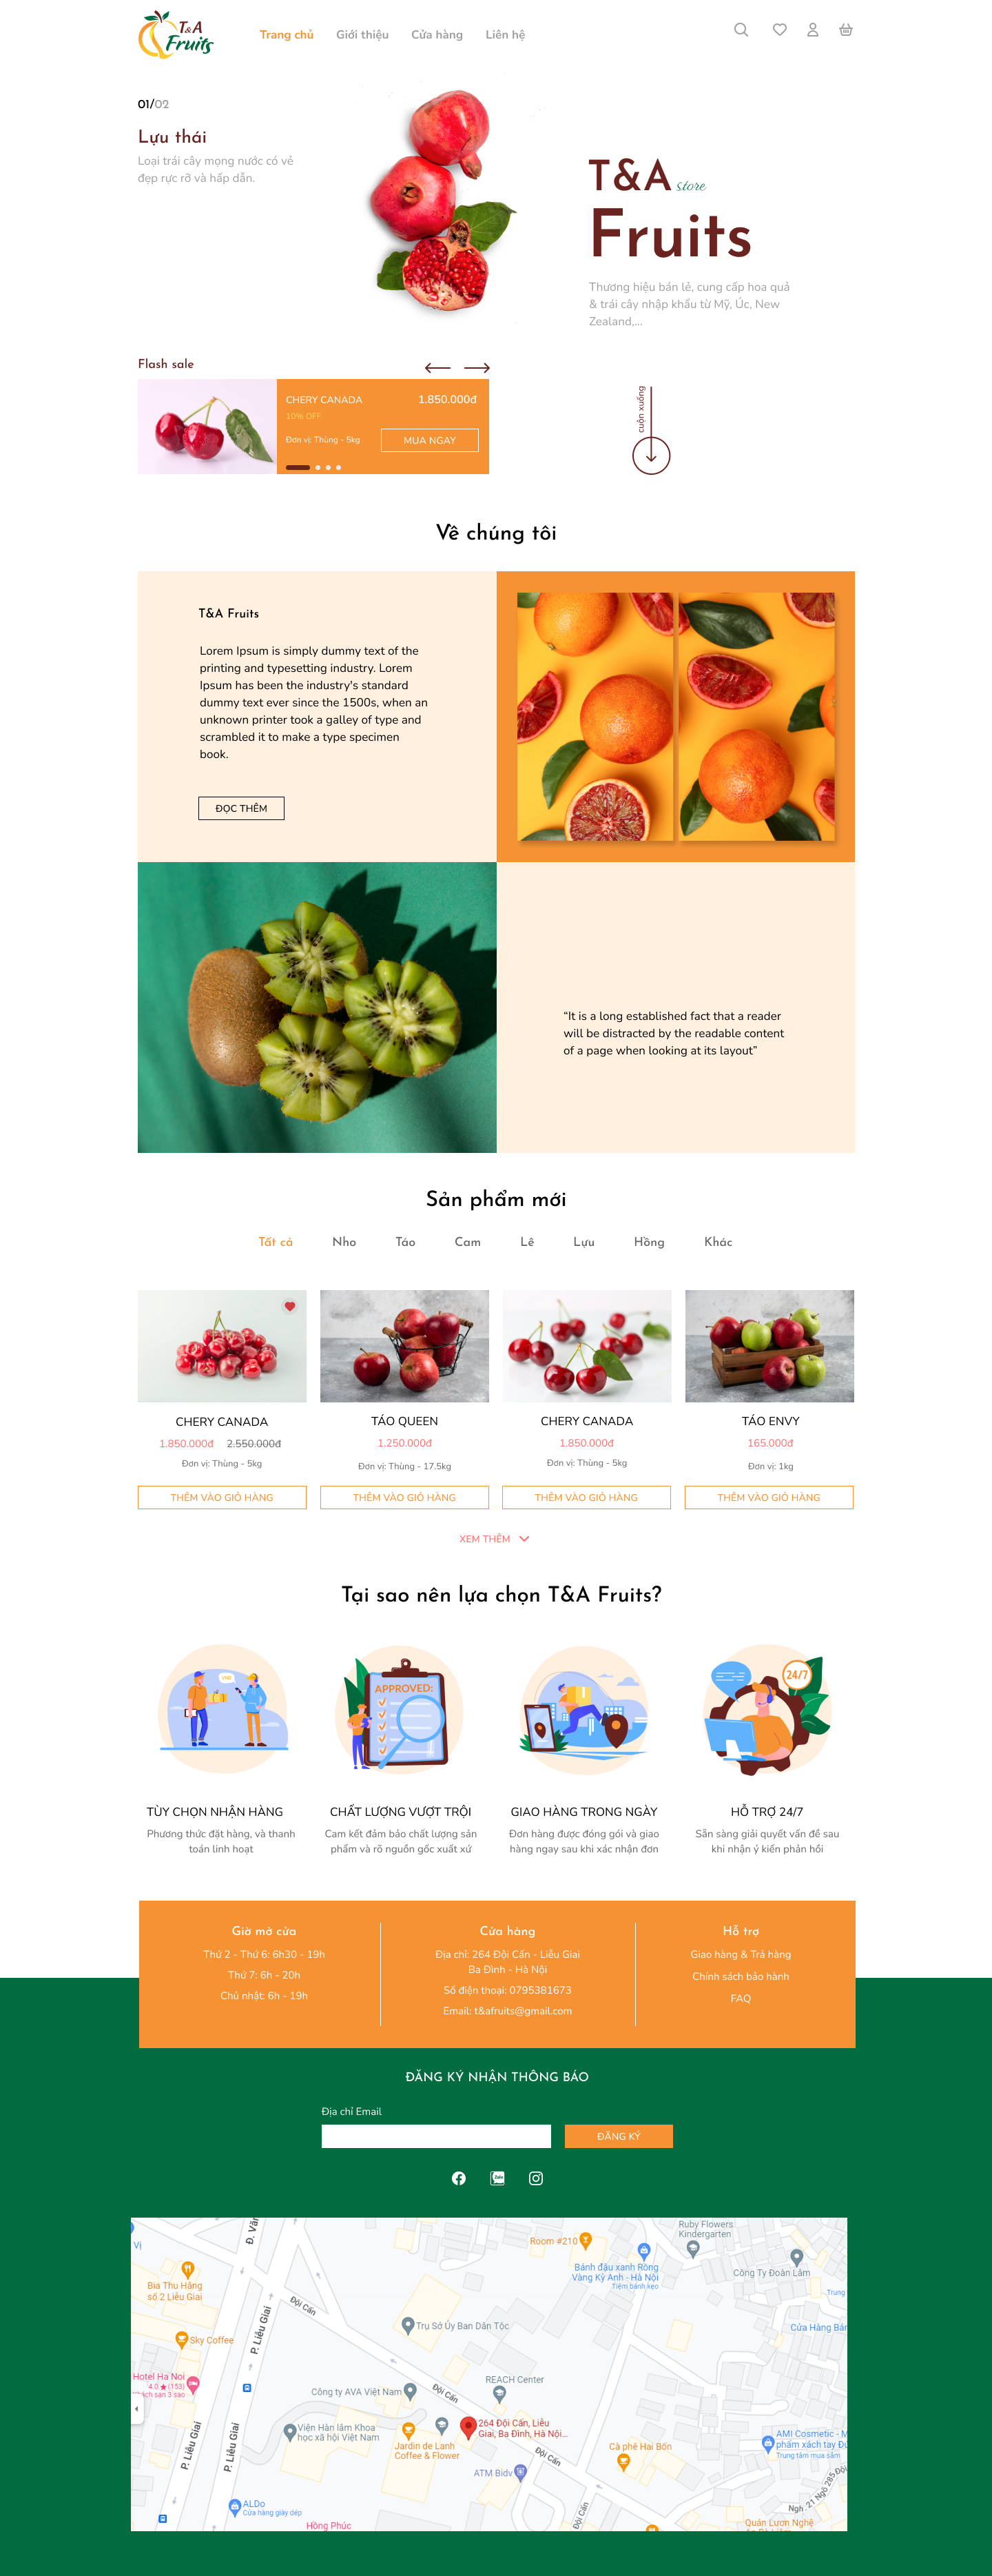 T&A
Fruits
Trang chủ
Giới thiệu
Cửa hàng
Liên hệ
01/02
Lựu thái
Loại trái cây mọng nước có vẻ
đẹp rực rỡ và hấp dẫn.
T&A store
Fruits
Thương hiệu bán lẻ, cung cấp hoa quả
& trái cây nhập khẩu từ Mỹ, Úc, New
Zealand,...
Flash sale
CHERY CANADA
1.850.000đ
10% OFF
Đơn vị: Thùng - 5kg
MUA NGAY
cuộn xuống
Về chúng tôi
T&A Fruits
Lorem Ipsum is simply dummy text of the
printing and typesetting industry. Lorem
Ipsum has been the industry's standard
dummy text ever since the 1500s, when an
unknown printer took a galley of type and
scrambled it to make a type specimen
book.
ĐỌC THÊM
“It is a long established fact that a reader
will be distracted by the readable content
of a page when looking at its layout”
Sản phẩm mới
Tất cả
Nho
Táo
Cam
Lê
Lựu
Hồng
Khác
CHERY CANADA
1.850.000đ 2.550.000đ
Đơn vị: Thùng - 5kg
THÊM VÀO GIỎ HÀNG
TÁO QUEEN
1.250.000đ
Đơn vị: Thùng - 17.5kg
THÊM VÀO GIỎ HÀNG
CHERY CANADA
1.850.000đ
Đơn vị: Thùng - 5kg
THÊM VÀO GIỎ HÀNG
TÁO ENVY
165.000đ
Đơn vị: 1kg
THÊM VÀO GIỎ HÀNG
XEM THÊM
Tại sao nên lựa chọn T&A Fruits?
VND
APPROVED:
24/7
TÙY CHỌN NHẬN HÀNG
Phương thức đặt hàng, và thanh
toán linh hoạt
CHẤT LƯỢNG VƯỢT TRỘI
Cam kết đảm bảo chất lượng sản
phẩm và rõ nguồn gốc xuất xứ
GIAO HÀNG TRONG NGÀY
Đơn hàng được đóng gói và giao
hàng ngay sau khi xác nhận đơn
HỖ TRỢ 24/7
Sẵn sàng giải quyết vấn đề sau
khi nhận ý kiến phản hồi
Giờ mở cửa
Thứ 2 - Thứ 6: 6h30 - 19h
Thứ 7: 6h - 20h
Chủ nhật: 6h - 19h
Cửa hàng
Địa chỉ: 264 Đội Cấn - Liễu Giai
Ba Đình - Hà Nội
Số điện thoại: 0795381673
Email: t&afruits@gmail.com
Hỗ trợ
Giao hàng & Trả hàng
Chính sách bảo hành
FAQ
ĐĂNG KÝ NHẬN THÔNG BÁO
Địa chỉ Email
ĐĂNG KÝ
Zalo
Vị
Đ. Văn
Room #210
Ruby Flowers
Kindergarten
Bánh đậu xanh Rồng
Vàng Kỳ Anh - Hà Nội
Tiệm bánh kẹo
Công Ty Đoàn Lâm
Bia Thu Hằng
số 2 Liễu Giai
Trung
Đội Cấn
P. Liễu Giai
Trụ Sở Ủy Ban Dân Tộc
Cửa Hàng Bán
Sky Coffee
Hotel Ha Noi
4.0 (153)
Khách sạn 3 sao
REACH Center
Công ty AVA Việt Nam
Đội Cấn
Viện Hàn lâm Khoa
học xã hội Việt Nam
Jardin de Lanh
Coffee & Flower
264 Đội Cấn, Liễu
Giai, Ba Đình, Hà Nội...
Cà phê Hai Bốn
AMI Cosmetic - M
phẩm xách tay Đứ
Trung tâm mua sắm
P. Liễu Giai
P. Liễu Giai
Đội Cấn
ATM Bidv
Ngh. 21 Ngõ 285 Đội
ALDo
Cửa hàng giày dép
Đội Cấn
Hồng Phúc
Quán Lươn Nghệ